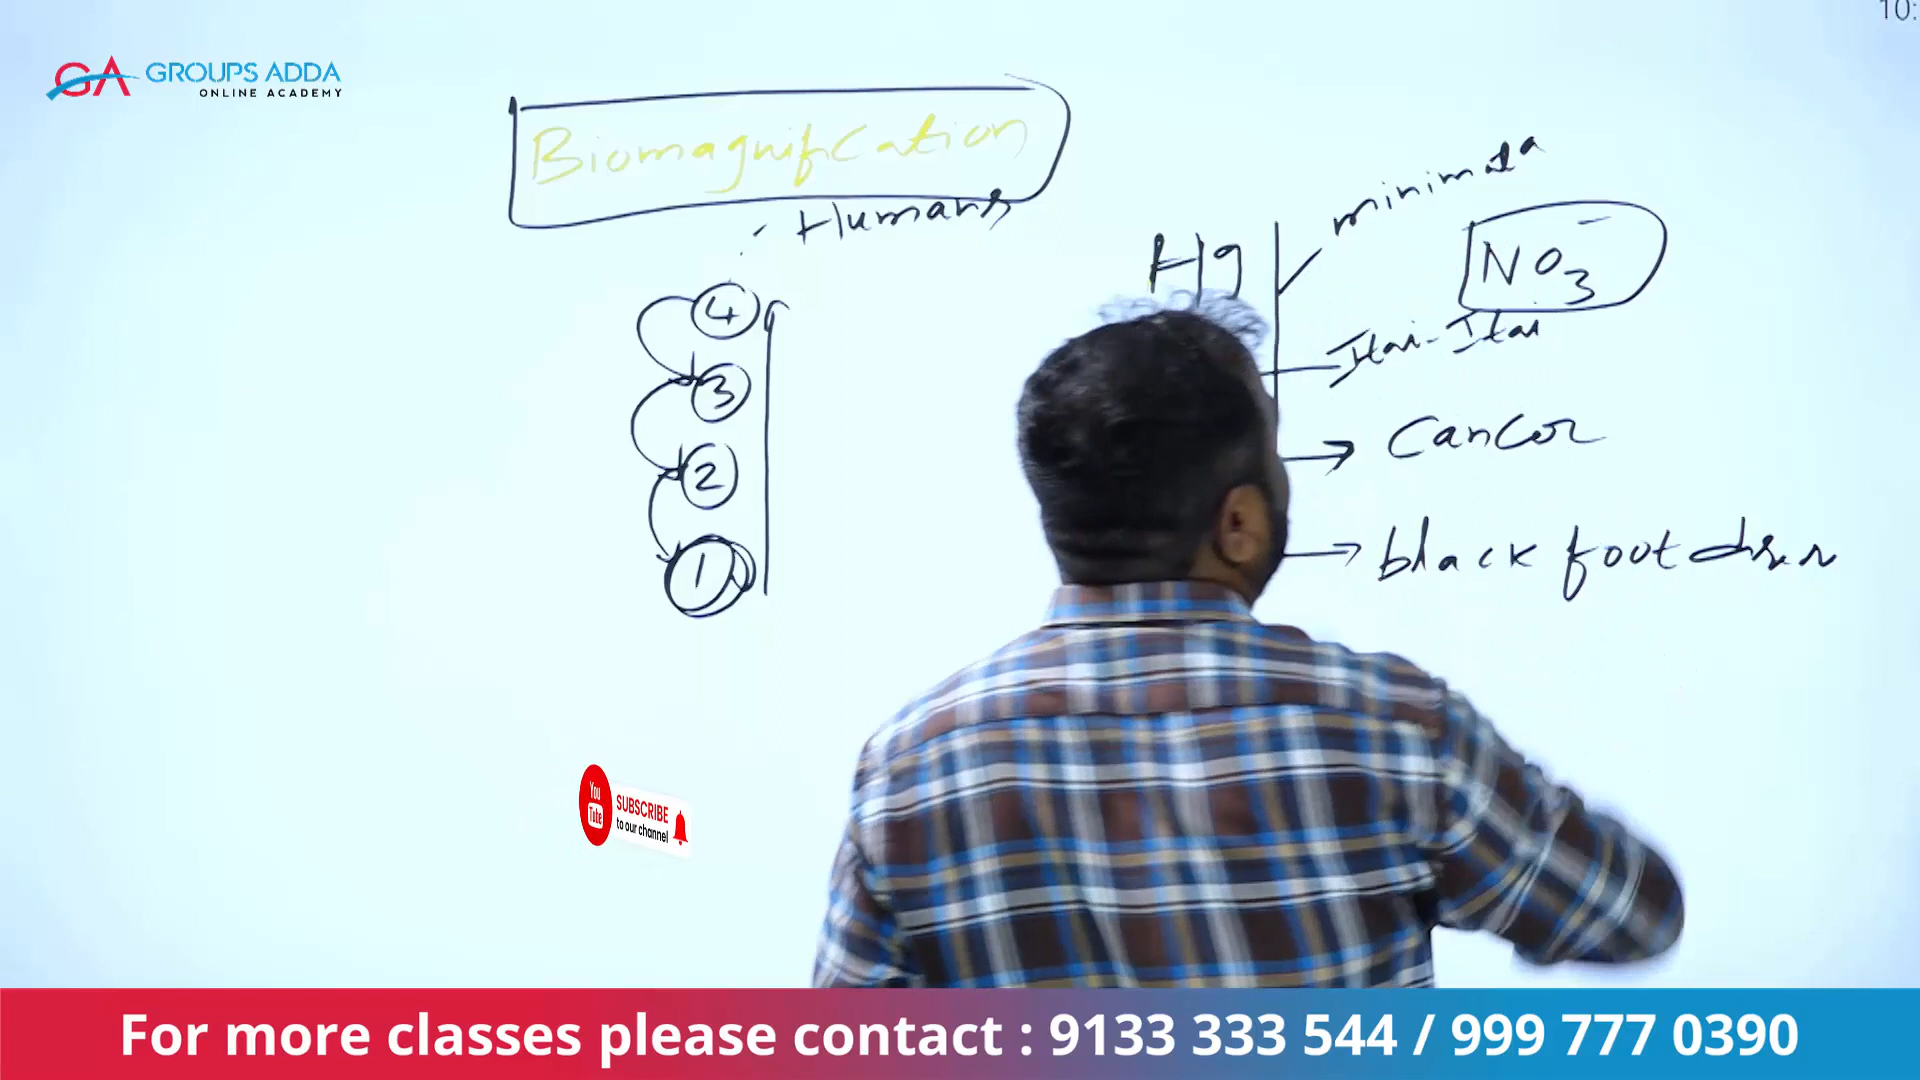 10:
GA GROUPS ADDA
ONLINE ACADEMY
Biomagnification
Humans
4
3
2
1
Hg
minimata
NO3-
Itai-Itai
Cancer
black foot
You
Tube
SUBSCRIBE
to our channel
For more classes please contact : 9133 333 544 / 999 777 0390